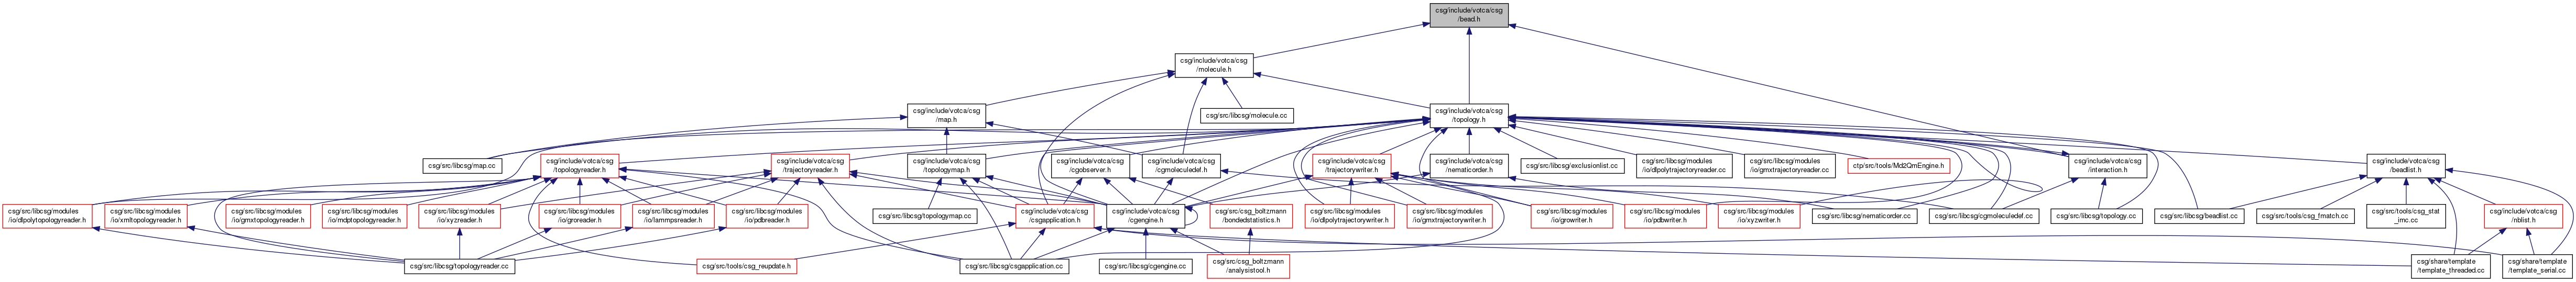 csg/include/votca/csg
/bead.h
csg/include/votca/csg
/molecule.h
csg/include/votca/csg
/map.h
csg/src/libcsg/molecule.cc
csg/include/votca/csg
/topology.h
csg/src/libcsg/map.cc
csg/include/votca/csg
/topologyreader.h
csg/include/votca/csg
/trajectoryreader.h
csg/include/votca/csg
/topologymap.h
csg/include/votca/csg
/cgobserver.h
csg/include/votca/csg
/cgmoleculedef.h
csg/include/votca/csg
/trajectorywriter.h
csg/include/votca/csg
/nematicorder.h
csg/src/libcsg/exclusionlist.cc
csg/src/libcsg/modules
/io/dlpolytrajectoryreader.cc
csg/src/libcsg/modules
/io/gmxtrajectoryreader.cc
ctp/src/tools/Md2QmEngine.h
csg/include/votca/csg
/interaction.h
csg/include/votca/csg
/beadlist.h
csg/src/libcsg/modules
/io/dlpolytopologyreader.h
csg/src/libcsg/modules
/io/xmltopologyreader.h
csg/src/libcsg/modules
/io/gmxtopologyreader.h
csg/src/libcsg/modules
/io/mdptopologyreader.h
csg/src/libcsg/modules
/io/xyzreader.h
csg/src/libcsg/modules
/io/groreader.h
csg/src/libcsg/modules
/io/lammpsreader.h
csg/src/libcsg/modules
/io/pdbreader.h
csg/src/libcsg/topologymap.cc
csg/include/votca/csg
/csgapplication.h
csg/include/votca/csg
/cgengine.h
csg/src/csg_boltzmann
/bondedstatistics.h
csg/src/libcsg/modules
/io/dlpolytrajectorywriter.h
csg/src/libcsg/modules
/io/gmxtrajectorywriter.h
csg/src/libcsg/modules
/io/growriter.h
csg/src/libcsg/modules
/io/pdbwriter.h
csg/src/libcsg/modules
/io/xyzwriter.h
csg/src/libcsg/nematicorder.cc
csg/src/libcsg/cgmoleculedef.cc
csg/src/libcsg/topology.cc
csg/src/libcsg/beadlist.cc
csg/src/tools/csg_fmatch.cc
csg/src/tools/csg_stat
_imc.cc
csg/include/votca/csg
/nblist.h
csg/src/libcsg/topologyreader.cc
csg/src/tools/csg_reupdate.h
csg/src/libcsg/csgapplication.cc
csg/src/libcsg/cgengine.cc
csg/src/csg_boltzmann
/analysistool.h
csg/share/template
/template_threaded.cc
csg/share/template
/template_serial.cc